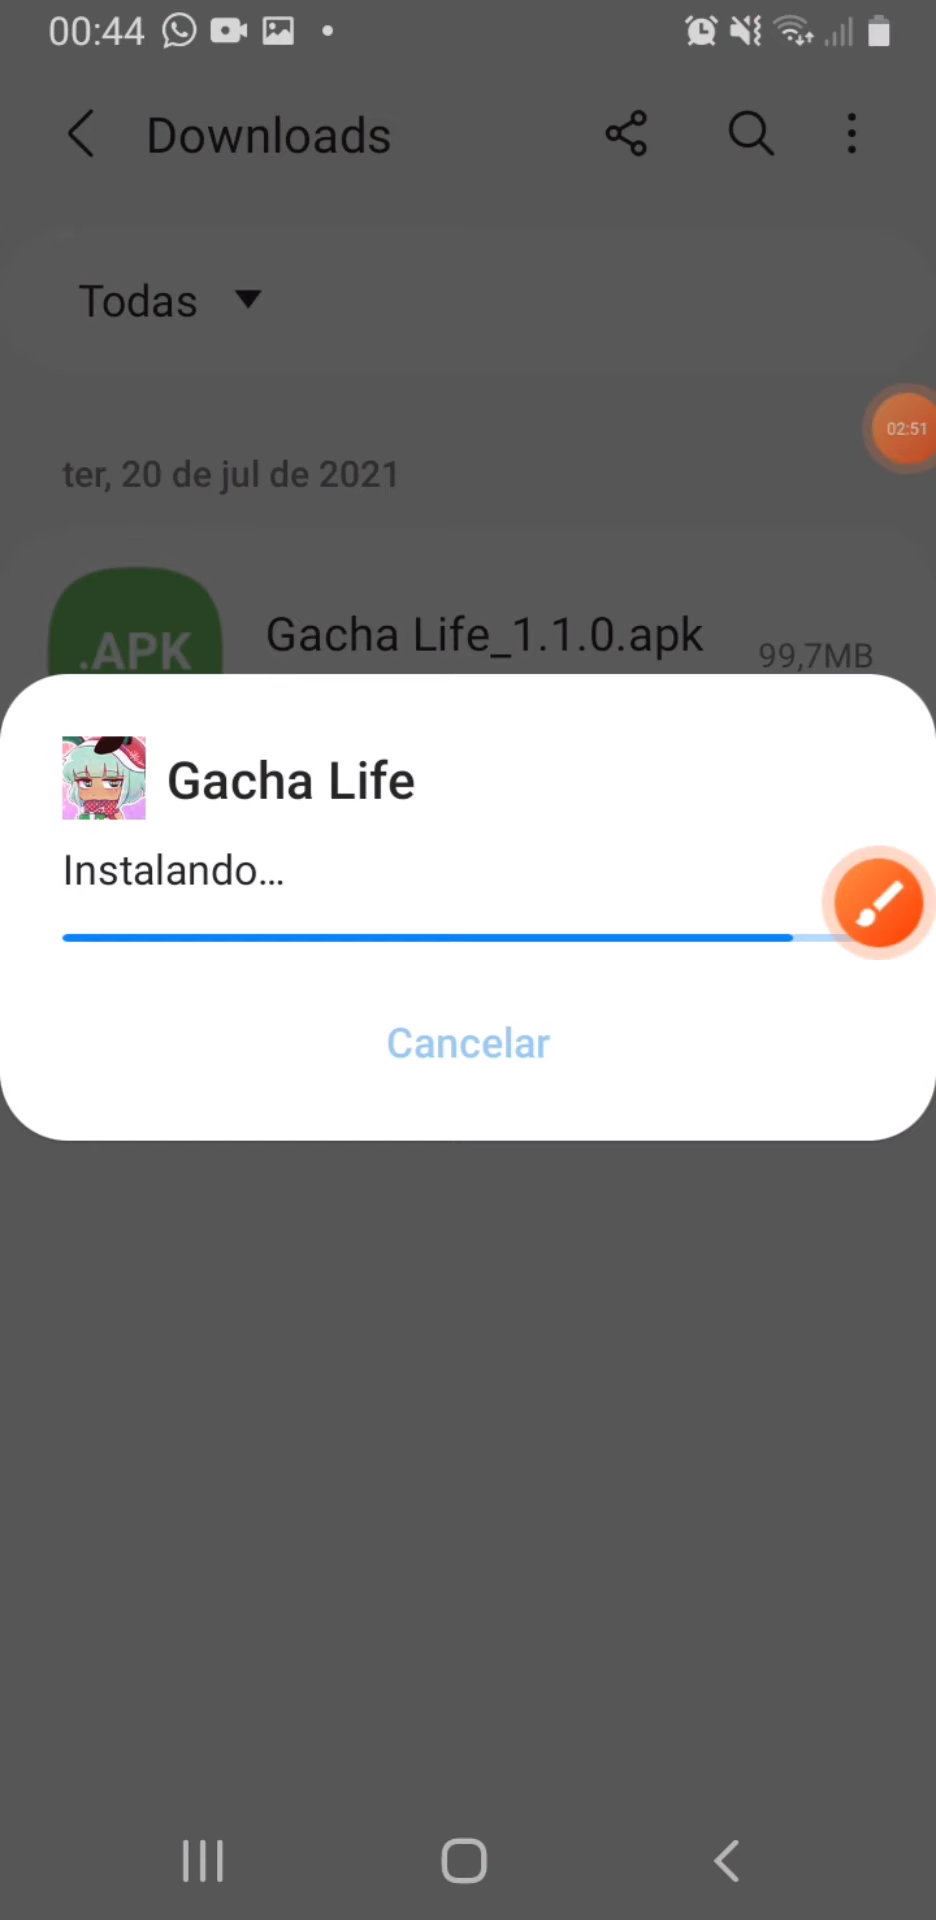 00:44
Downloads
Todas
02:51
ter, 20 de jul de 2021
.APK
Gacha Life_1.1.0.apk
99,7MB
Gacha Life
Instalando...
Cancelar